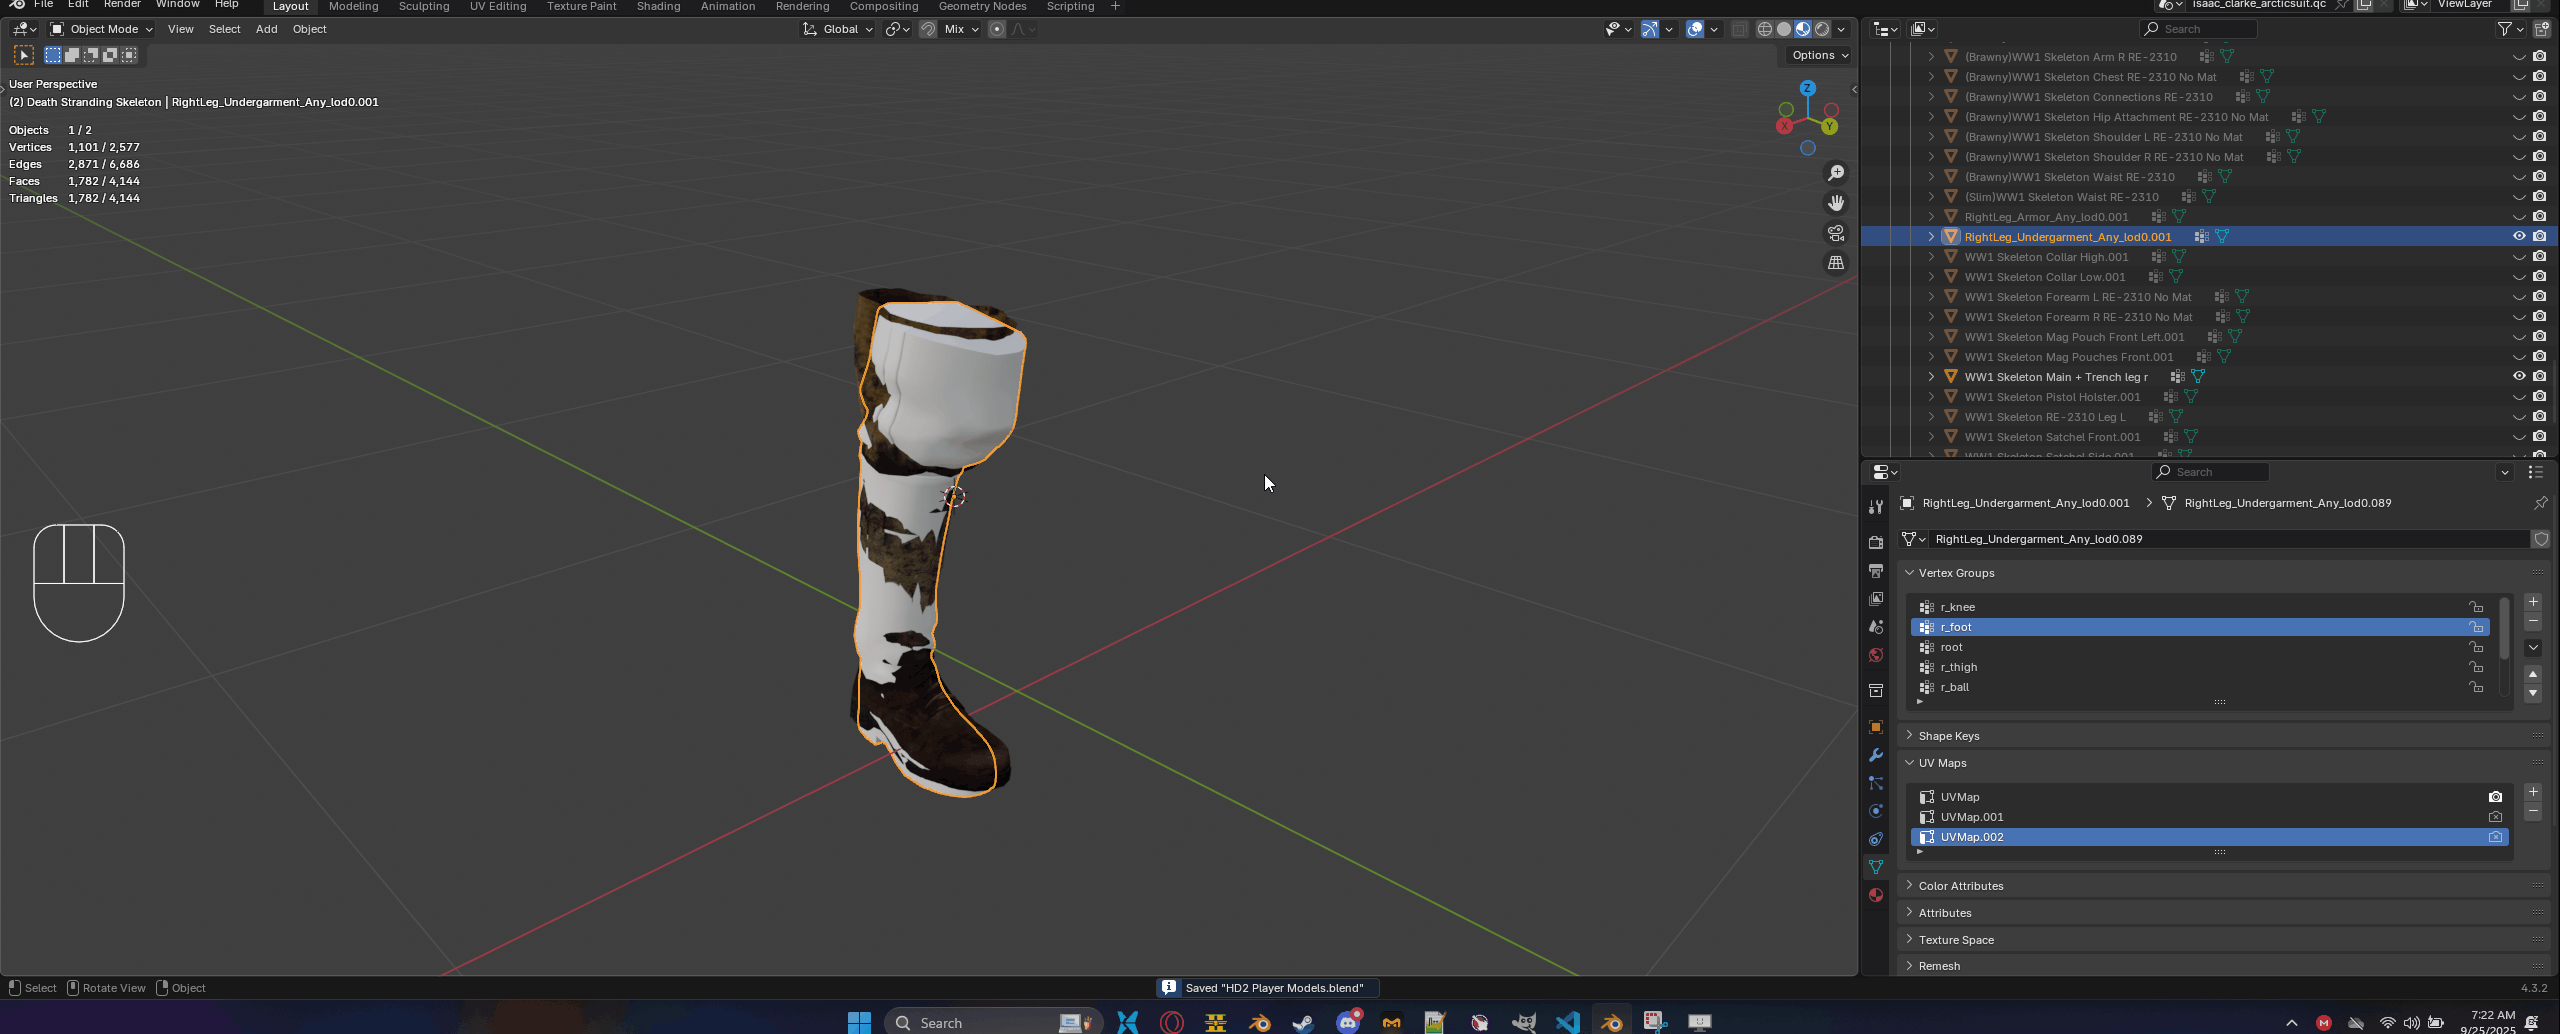 File Edit Render Window Help Layout Modeling Sculpting UV Editing Texture Paint Shading Animation Rendering Compositing Geometry Nodes Scripting + isaac_clarke_arcticsuit.qc ViewLayer
Object Mode View Select Add Object Global Mix Search
Options
User Perspective
(2) Death Stranding Skeleton | RightLeg_Undergarment_Any_lod0.001
Objects 1 / 2
Vertices 1,101 / 2,577
Edges 2,871 / 6,686
Faces 1,782 / 4,144
Triangles 1,782 / 4,144
Z
X
Y
(Brawny)WW1 Skeleton Arm R RE-2310
(Brawny)WW1 Skeleton Chest RE-2310 No Mat
(Brawny)WW1 Skeleton Connections RE-2310
(Brawny)WW1 Skeleton Hip Attachment RE-2310 No Mat
(Brawny)WW1 Skeleton Shoulder L RE-2310 No Mat
(Brawny)WW1 Skeleton Shoulder R RE-2310 No Mat
(Brawny)WW1 Skeleton Waist RE-2310
(Slim)WW1 Skeleton Waist RE-2310
RightLeg_Armor_Any_lod0.001
RightLeg_Undergarment_Any_lod0.001
WW1 Skeleton Collar High.001
WW1 Skeleton Collar Low.001
WW1 Skeleton Forearm L RE-2310 No Mat
WW1 Skeleton Forearm R RE-2310 No Mat
WW1 Skeleton Mag Pouch Front Left.001
WW1 Skeleton Mag Pouches Front.001
WW1 Skeleton Main + Trench leg r
WW1 Skeleton Pistol Holster.001
WW1 Skeleton RE-2310 Leg L
WW1 Skeleton Satchel Front.001
WW1 Skeleton Satchel Side.001
Search
RightLeg_Undergarment_Any_lod0.001 > RightLeg_Undergarment_Any_lod0.089
RightLeg_Undergarment_Any_lod0.089
Vertex Groups
r_knee
r_foot
root
r_thigh
r_ball
Shape Keys
UV Maps
UVMap
UVMap.001
UVMap.002
Color Attributes
Attributes
Texture Space
Remesh
Select Rotate View Object Saved "HD2 Player Models.blend" 4.3.2
Search
7:22 AM
9/25/2025